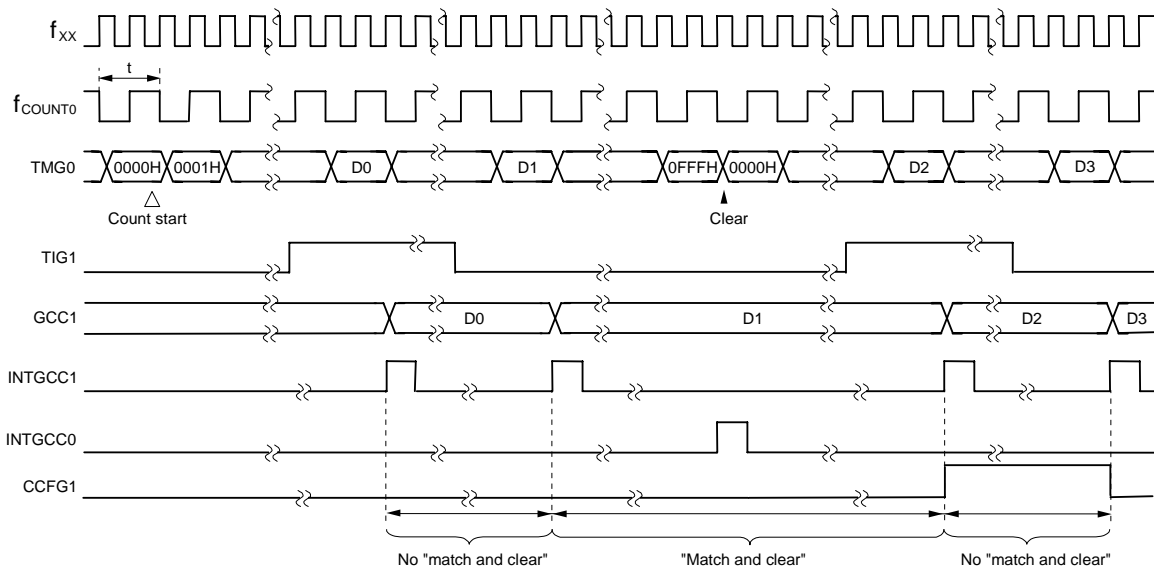 fXX
t
fCOUNT0
TMG0 0000H 0001H D0 D1 0FFFH 0000H D2 D3
Count start Clear
TIG1
GCC1 D0 D1 D2 D3
INTGCC1
INTGCC0
CCFG1
No "match and clear" "Match and clear" No "match and clear"